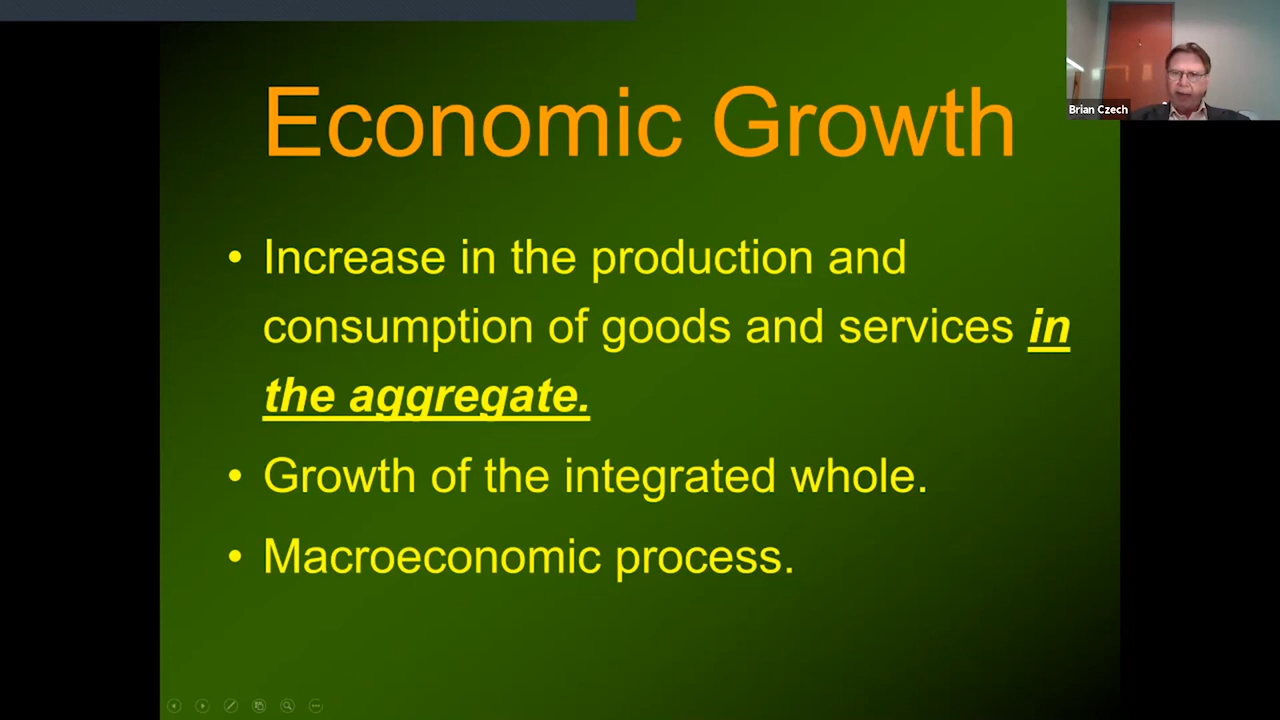 Economic Growth
Brian Czech
• Increase in the production and
consumption of goods and services in
the aggregate.
• Growth of the integrated whole.
• Macroeconomic process.